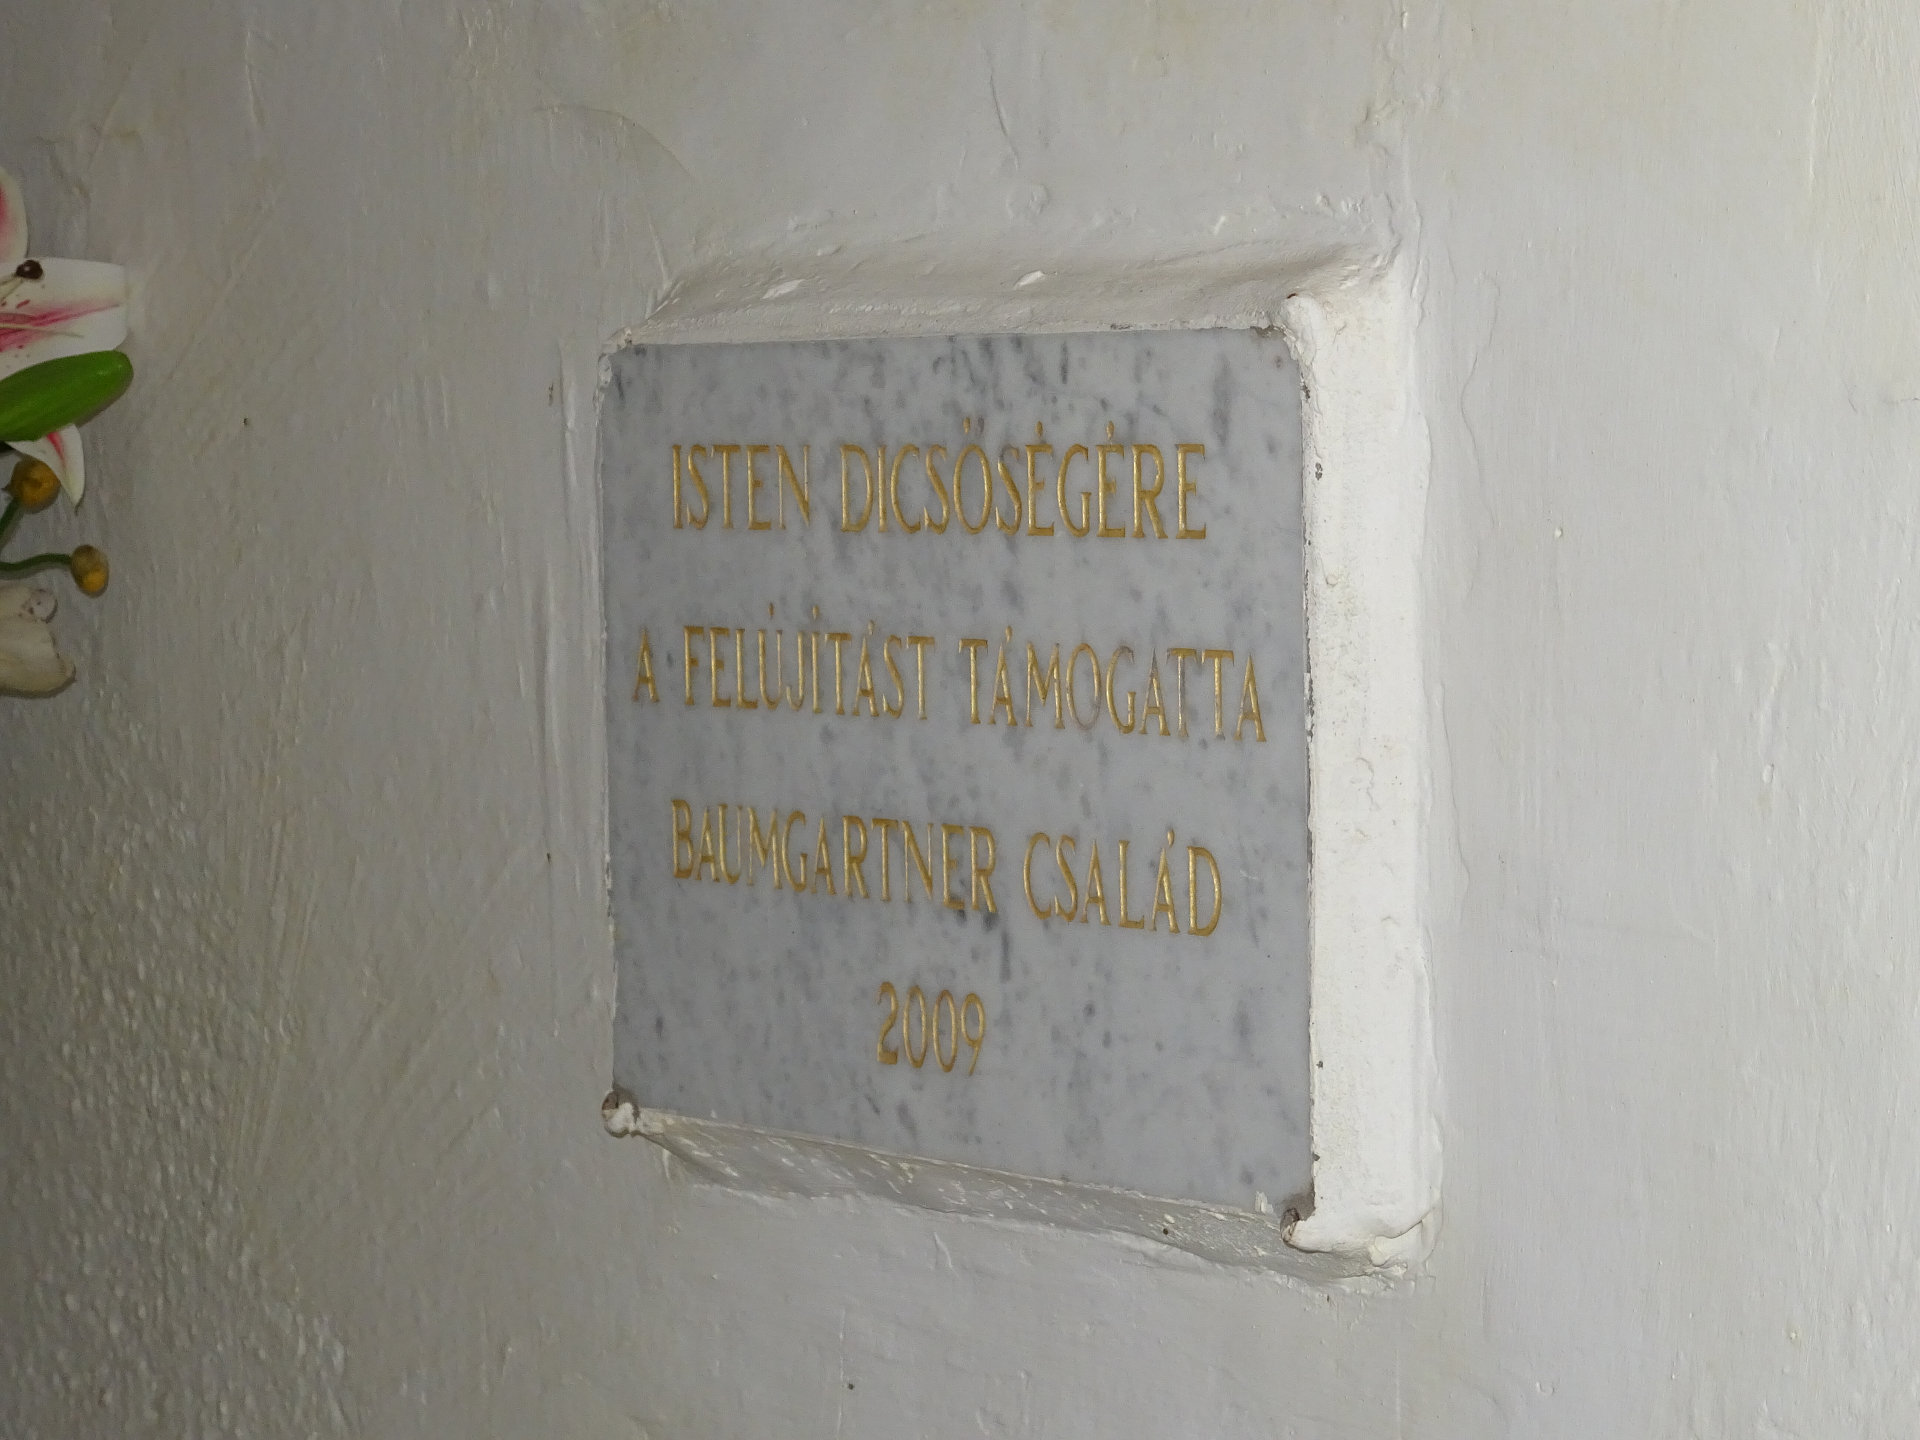 ISTEN DICSŐSÉGÉRE
A FELÚJÍTÁST TÁMOGATTA
BAUMGARTNER CSALÁD
2009